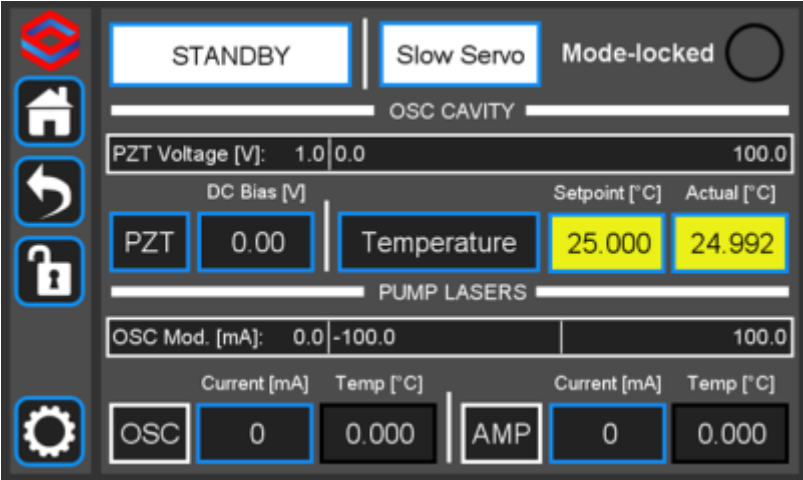 STANDBY Slow Servo Mode-locked
OSC CAVITY
PZT Voltage [V]: 1.0 0.0 100.0
DC Bias [V] Setpoint [°C] Actual [°C]
PZT 0.00 Temperature 25.000 24.992
PUMP LASERS
OSC Mod. [mA]: 0.0 -100.0 100.0
Current [mA] Temp [°C] Current [mA] Temp [°C]
OSC 0 0.000 AMP 0 0.000